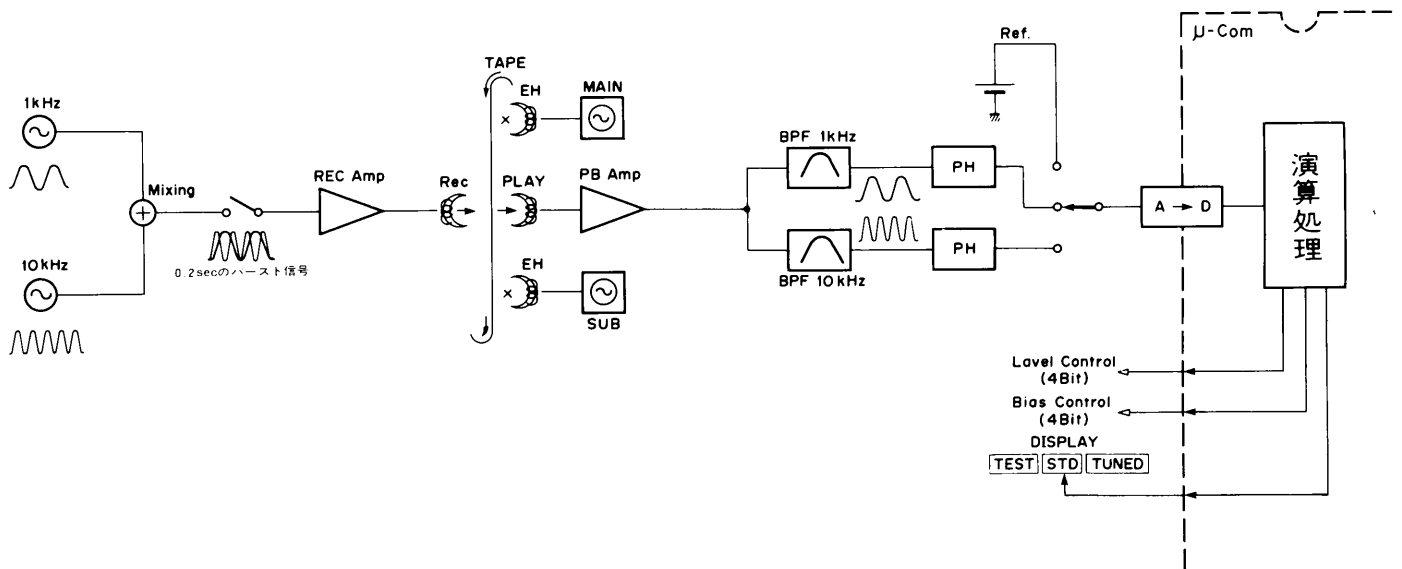 1kHz
10kHz
Mixing
0.2secのバースト信号
REC Amp
Rec
TAPE
EH
MAIN
PLAY
PB Amp
EH
SUB
BPF 1kHz
BPF 10kHz
PH
PH
Ref.
μ-Com
A → D
演算処理
Lavel Control
(4Bit)
Bias Control
(4Bit)
DISPLAY
TEST STD TUNED